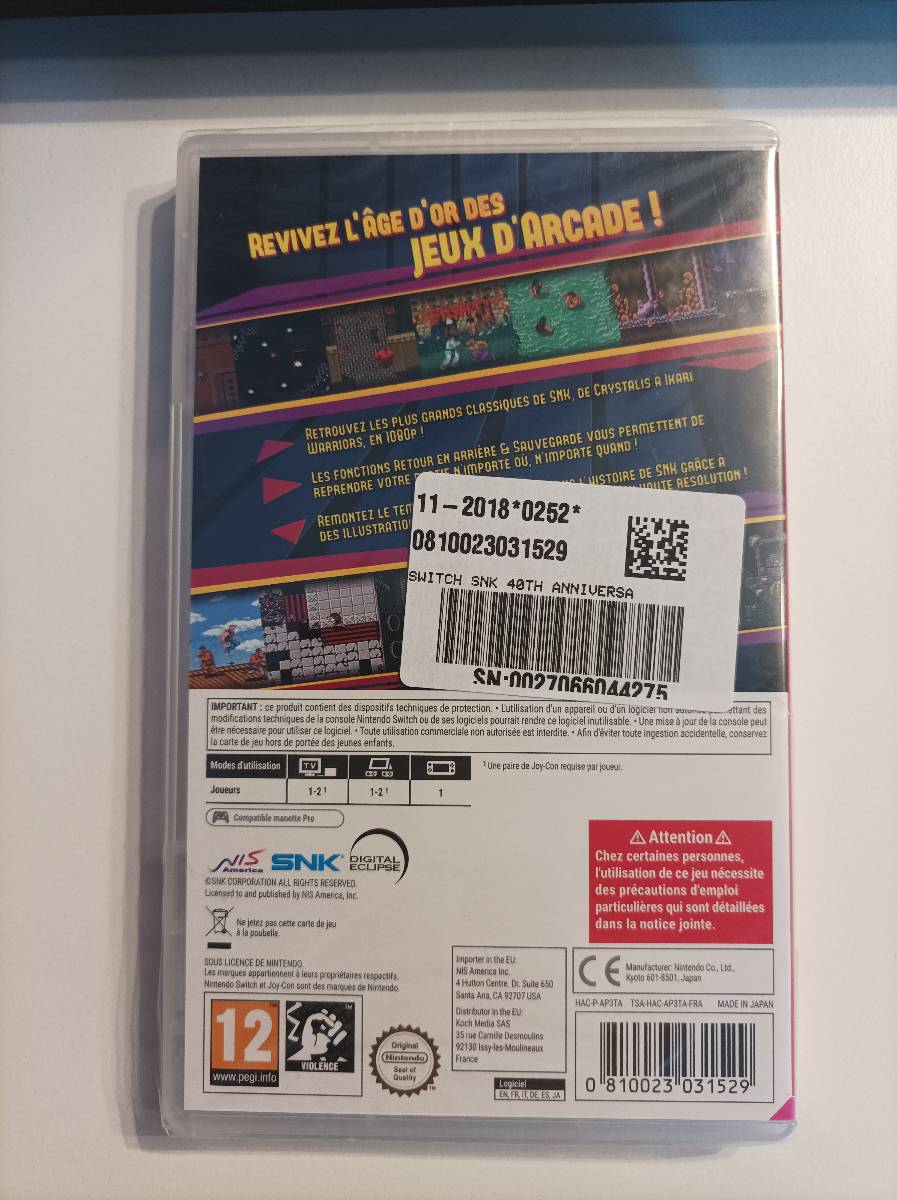 REVIVEZ L'ÂGE D'OR DES
JEUX D'ARCADE !
RETROUVEZ LES PLUS GRANDS CLASSIQUES DE SNK, DE CRYSTALIS À IKARI
WARRIORS, EN 1080P !
LES FONCTIONS RETOUR EN ARRIÈRE & SAUVEGARDE VOUS PERMETTENT DE
REPRENDRE VOTRE N'IMPORTE OÙ, N'IMPORTE QUAND !
REMONTEZ LE L'HISTOIRE DE SNK GRÂCE À
DES HAUTE RÉSOLUTION !
11-2018*0252*
0810023031529
SWITCH SNK 40TH ANNIVERSA
SN:0027066044275
IMPORTANT : ce produit contient des dispositifs techniques de protection. • L'utilisation d'un appareil ou d'un logiciel non des
modifications techniques de la console Nintendo Switch ou de ses logiciels pourrait rendre ce logiciel inutilisable. • Une mise à jour de la console peut
être nécessaire pour utiliser ce logiciel. • Toute utilisation commerciale non autorisée est interdite. • Afin d'éviter toute ingestion accidentelle, conservez
la carte de jeu hors de portée des jeunes enfants.
Modes d'utilisation TV
Joueurs 1-2¹ 1-2¹ 1
¹Une paire de Joy-Con requise par joueur.
Compatible manette Pro
NIS America SNK DIGITAL ECLIPSE
©SNK CORPORATION ALL RIGHTS RESERVED.
Licensed to and published by NIS America, Inc.
Ne jetez pas cette carte de jeu
à la poubelle.
SOUS LICENCE DE NINTENDO.
Les marques appartiennent à leurs propriétaires respectifs.
Nintendo Switch et Joy-Con sont des marques de Nintendo.
Attention
Chez certaines personnes,
l'utilisation de ce jeu nécessite
des précautions d'emploi
particulières qui sont détaillées
dans la notice jointe.
12
www.pegi.info
VIOLENCE
Original
Nintendo
Seal of
Quality
TM
Importer in the EU:
NIS America Inc.
4 Hutton Centre. Dr. Suite 650
Santa Ana, CA 92707 USA
Distributor in the EU:
Koch Media SAS
35 rue Camille Desmoulins
92130 Issy-les-Moulineaux
France
Logiciel
EN, FR, IT, DE, ES, JA
CE
Manufacturer: Nintendo Co., Ltd.,
Kyoto 601-8501, Japan
HAC-P-AP3TA TSA-HAC-AP3TA-FRA MADE IN JAPAN
0 810023 031529